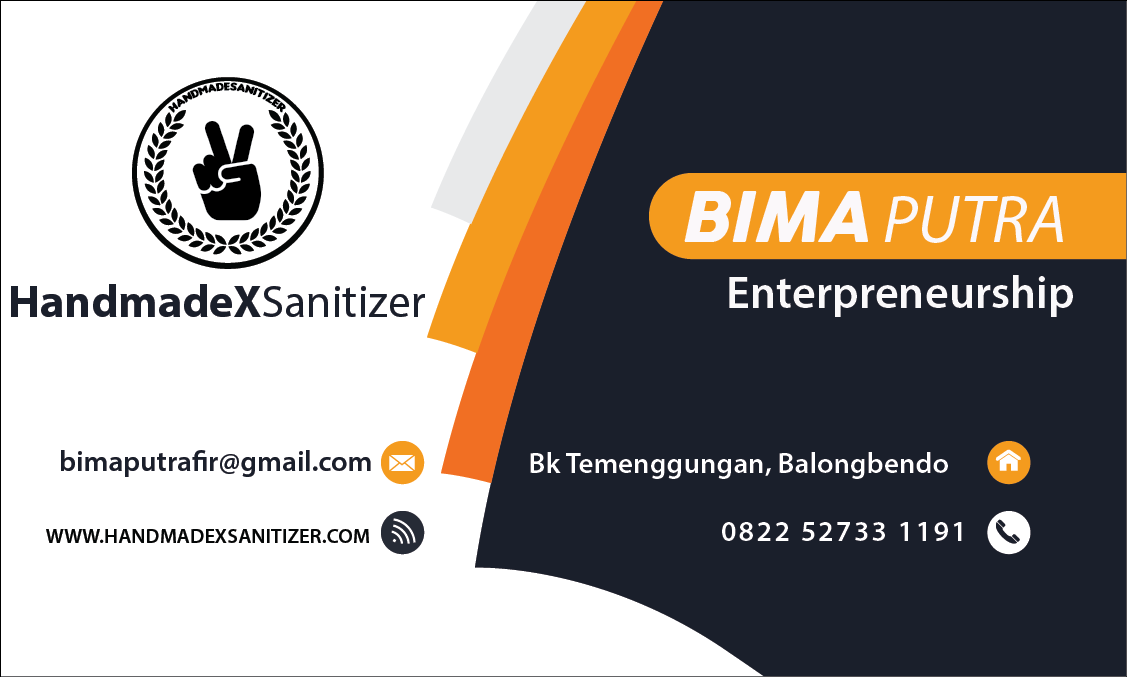 HANDMADESANITIZER
HandmadeXSanitizer
BIMA PUTRA
Enterpreneurship
bimaputrafir@gmail.com
WWW.HANDMADEXSANITIZER.COM
Bk Temenggungan, Balongbendo
0822 52733 1191